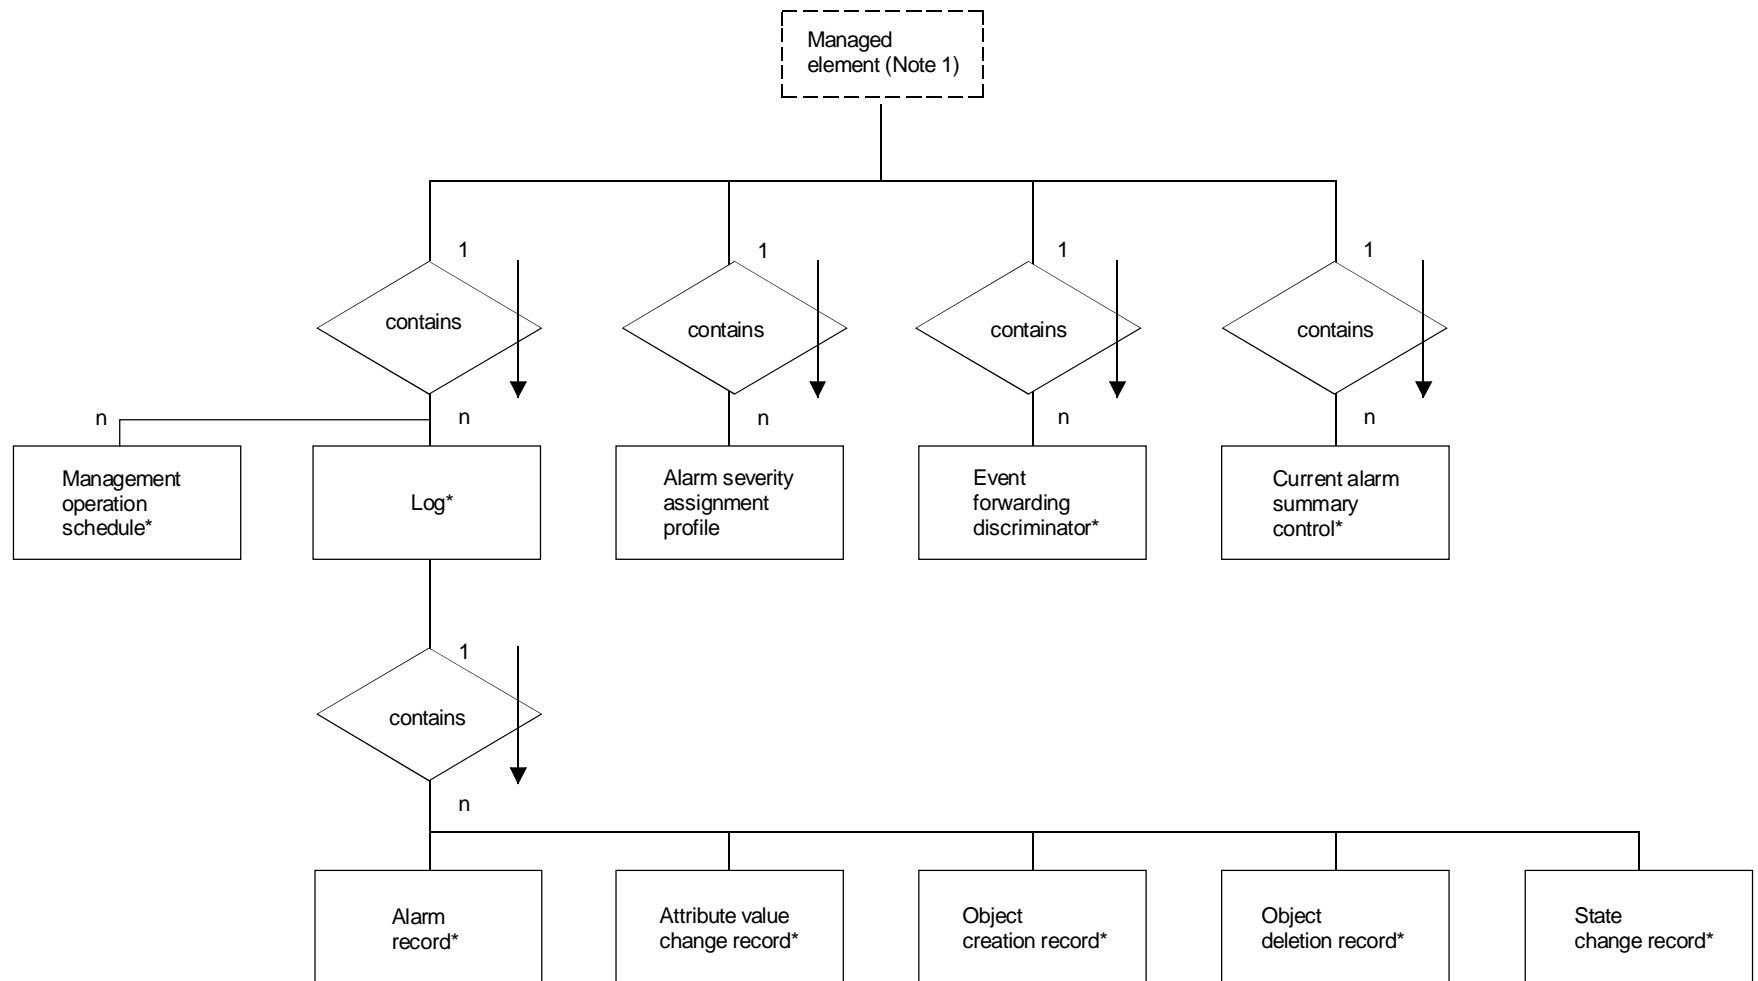 Managed
element (Note 1)
1
1
1
1
contains
contains
contains
contains
n
n
n
n
n
Management
operation
schedule*
Log*
Alarm severity
assignment
profile
Event
forwarding
discriminator*
Current alarm
summary
control*
1
contains
n
Alarm
record*
Attribute value
change record*
Object
creation record*
Object
deletion record*
State
change record*